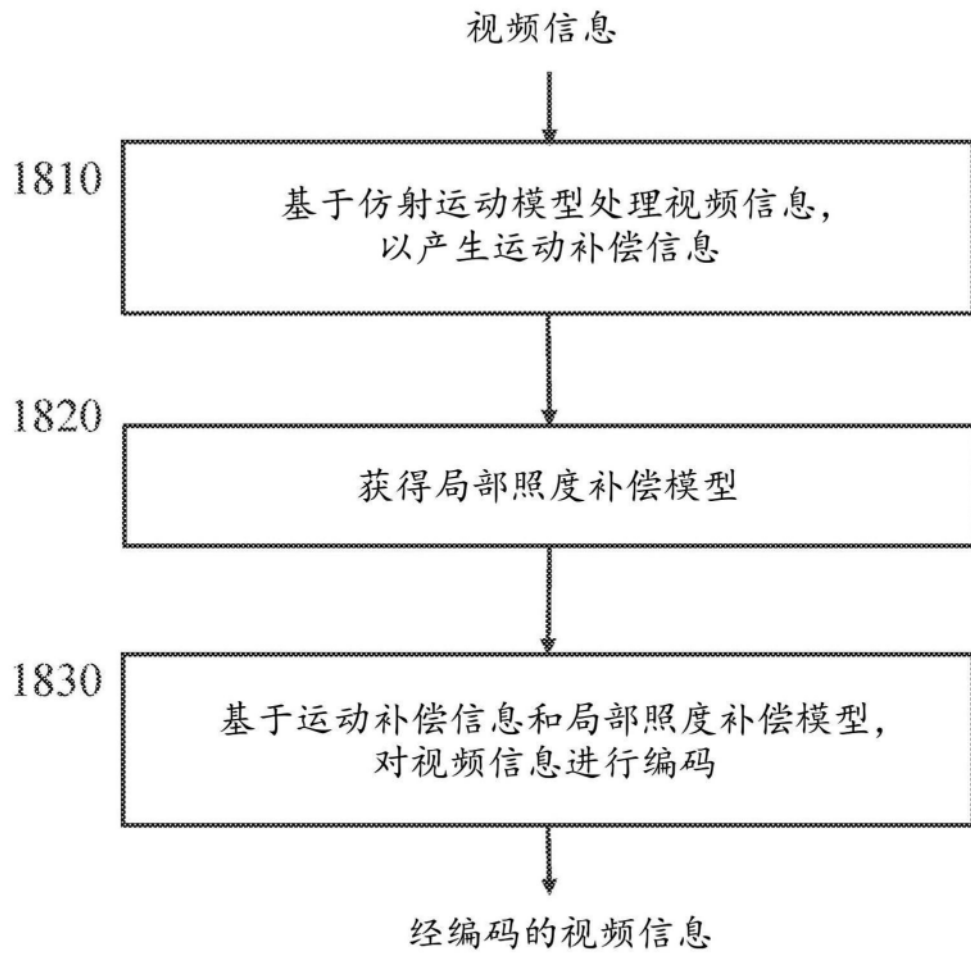 视频信息
1810
基于仿射运动模型处理视频信息,
以产生运动补偿信息
1820
获得局部照度补偿模型
1830
基于运动补偿信息和局部照度补偿模型,
对视频信息进行编码
经编码的视频信息